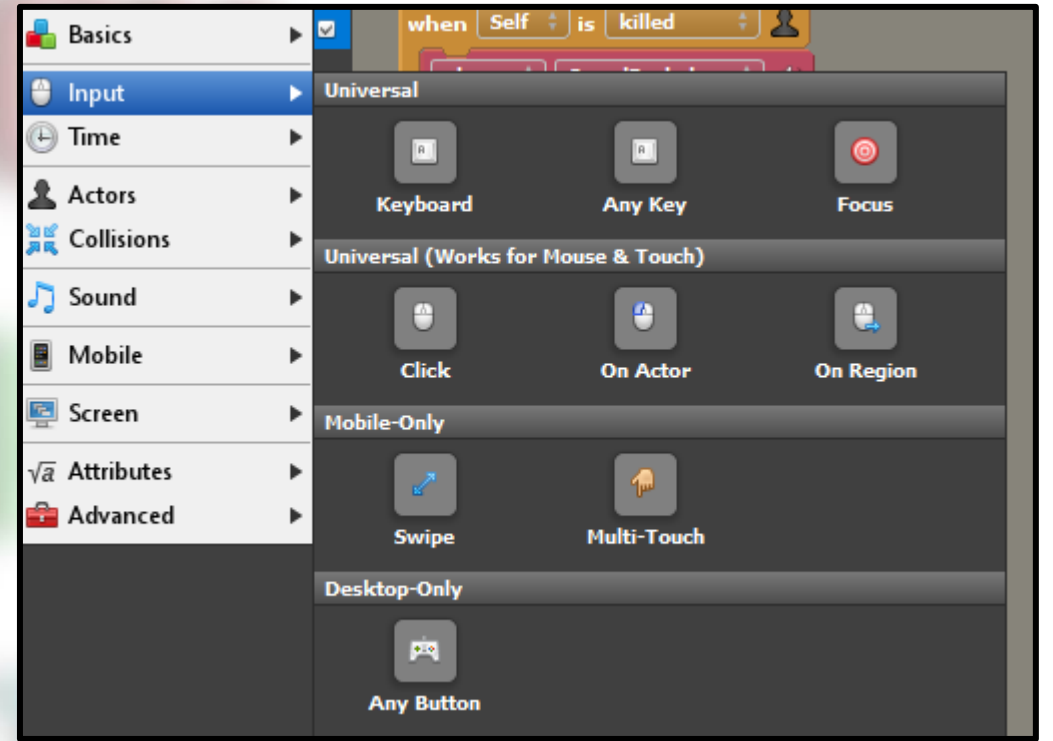 Basics
when Self is killed
Input
Universal
Time
Keyboard Any Key Focus
Actors
Collisions
Universal (Works for Mouse & Touch)
Sound
Mobile
Click On Actor On Region
Screen
Mobile-Only
√a Attributes
Advanced
Swipe Multi-Touch
Desktop-Only
Any Button